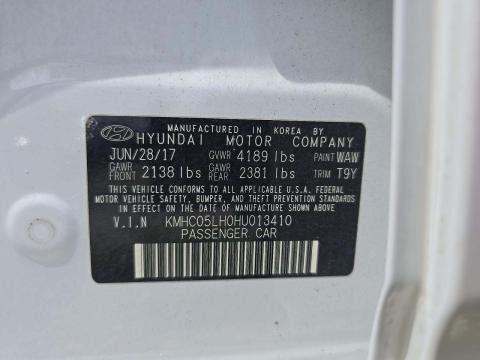 MANUFACTURED IN KOREA BY
HYUNDAI MOTOR COMPANY
JUN/28/17 GVWR 4189 lbs PAINT WAW
GAWR FRONT 2138 lbs GAWR REAR 2381 lbs TRIM T9Y
THIS VEHICLE CONFORMS TO ALL APPLICABLE U.S.A. FEDERAL
MOTOR VEHICLE SAFETY, BUMPER, AND THEFT PREVENTION
STANDARDS IN EFFECT ON THE DATE OF MANUFACTURE SHOWN ABOVE.
V.I.N KMHC05LH0HU013410
PASSENGER CAR